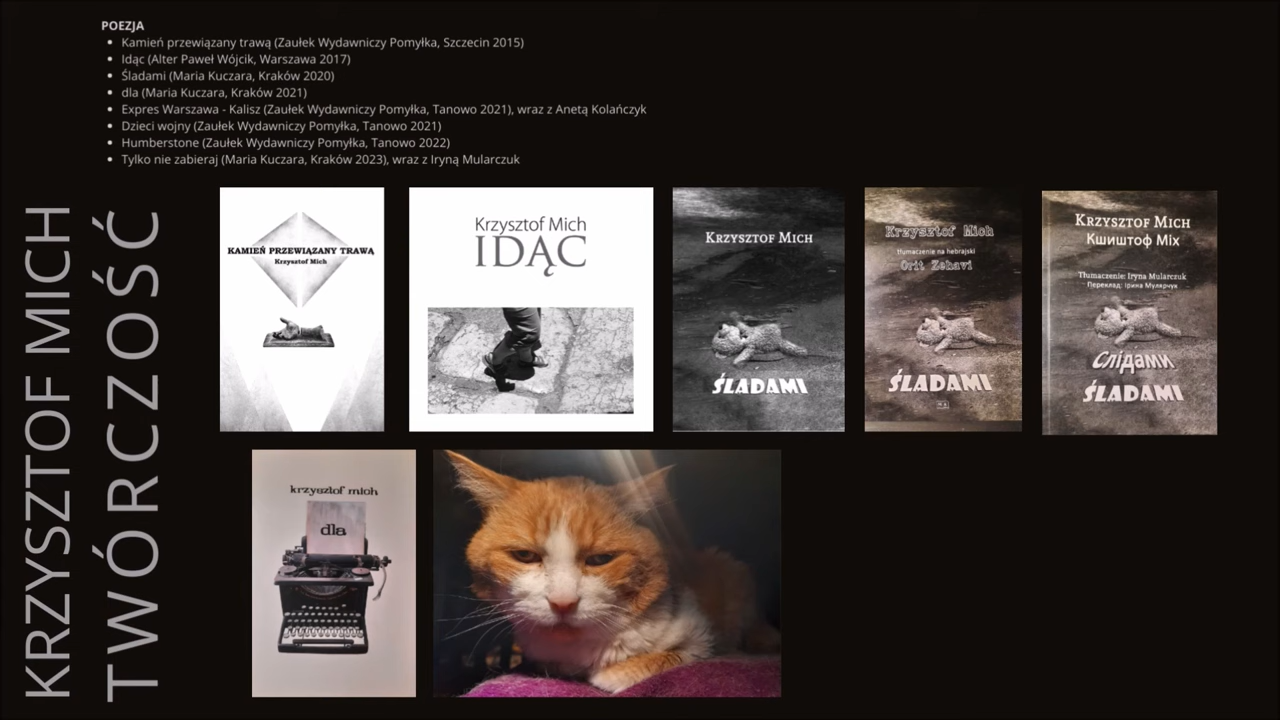 POEZJA
• Kamień przewiązany trawą (Zaułek Wydawniczy Pomyłka, Szczecin 2015)
• Idąc (Alter Paweł Wójcik, Warszawa 2017)
• Śladami (Maria Kuczara, Kraków 2020)
• dla (Maria Kuczara, Kraków 2021)
• Expres Warszawa - Kalisz (Zaułek Wydawniczy Pomyłka, Tanowo 2021), wraz z Anetą Kolańczyk
• Dzieci wojny (Zaułek Wydawniczy Pomyłka, Tanowo 2021)
• Humberstone (Zaułek Wydawniczy Pomyłka, Tanowo 2022)
• Tylko nie zabieraj (Maria Kuczara, Kraków 2023), wraz z Iryną Mularczuk
KRZYSZTOF MICH
TWÓRCZOŚĆ
KAMIEŃ PRZEWIĄZANY TRAWĄ
Krzysztof Mich
Krzysztof Mich
IDĄC
KRZYSZTOF MICH
ŚLADAMI
Krzysztof Mich
tłumaczenie na hebrajski
Orit Zehavi
ŚLADAMI
KRZYSZTOF MICH
Кшиштоф Міх
Tłumaczenie: Iryna Mularczuk
Переклад: Ірина Мулярчук
Слідами
ŚLADAMI
krzysztof mich
dla